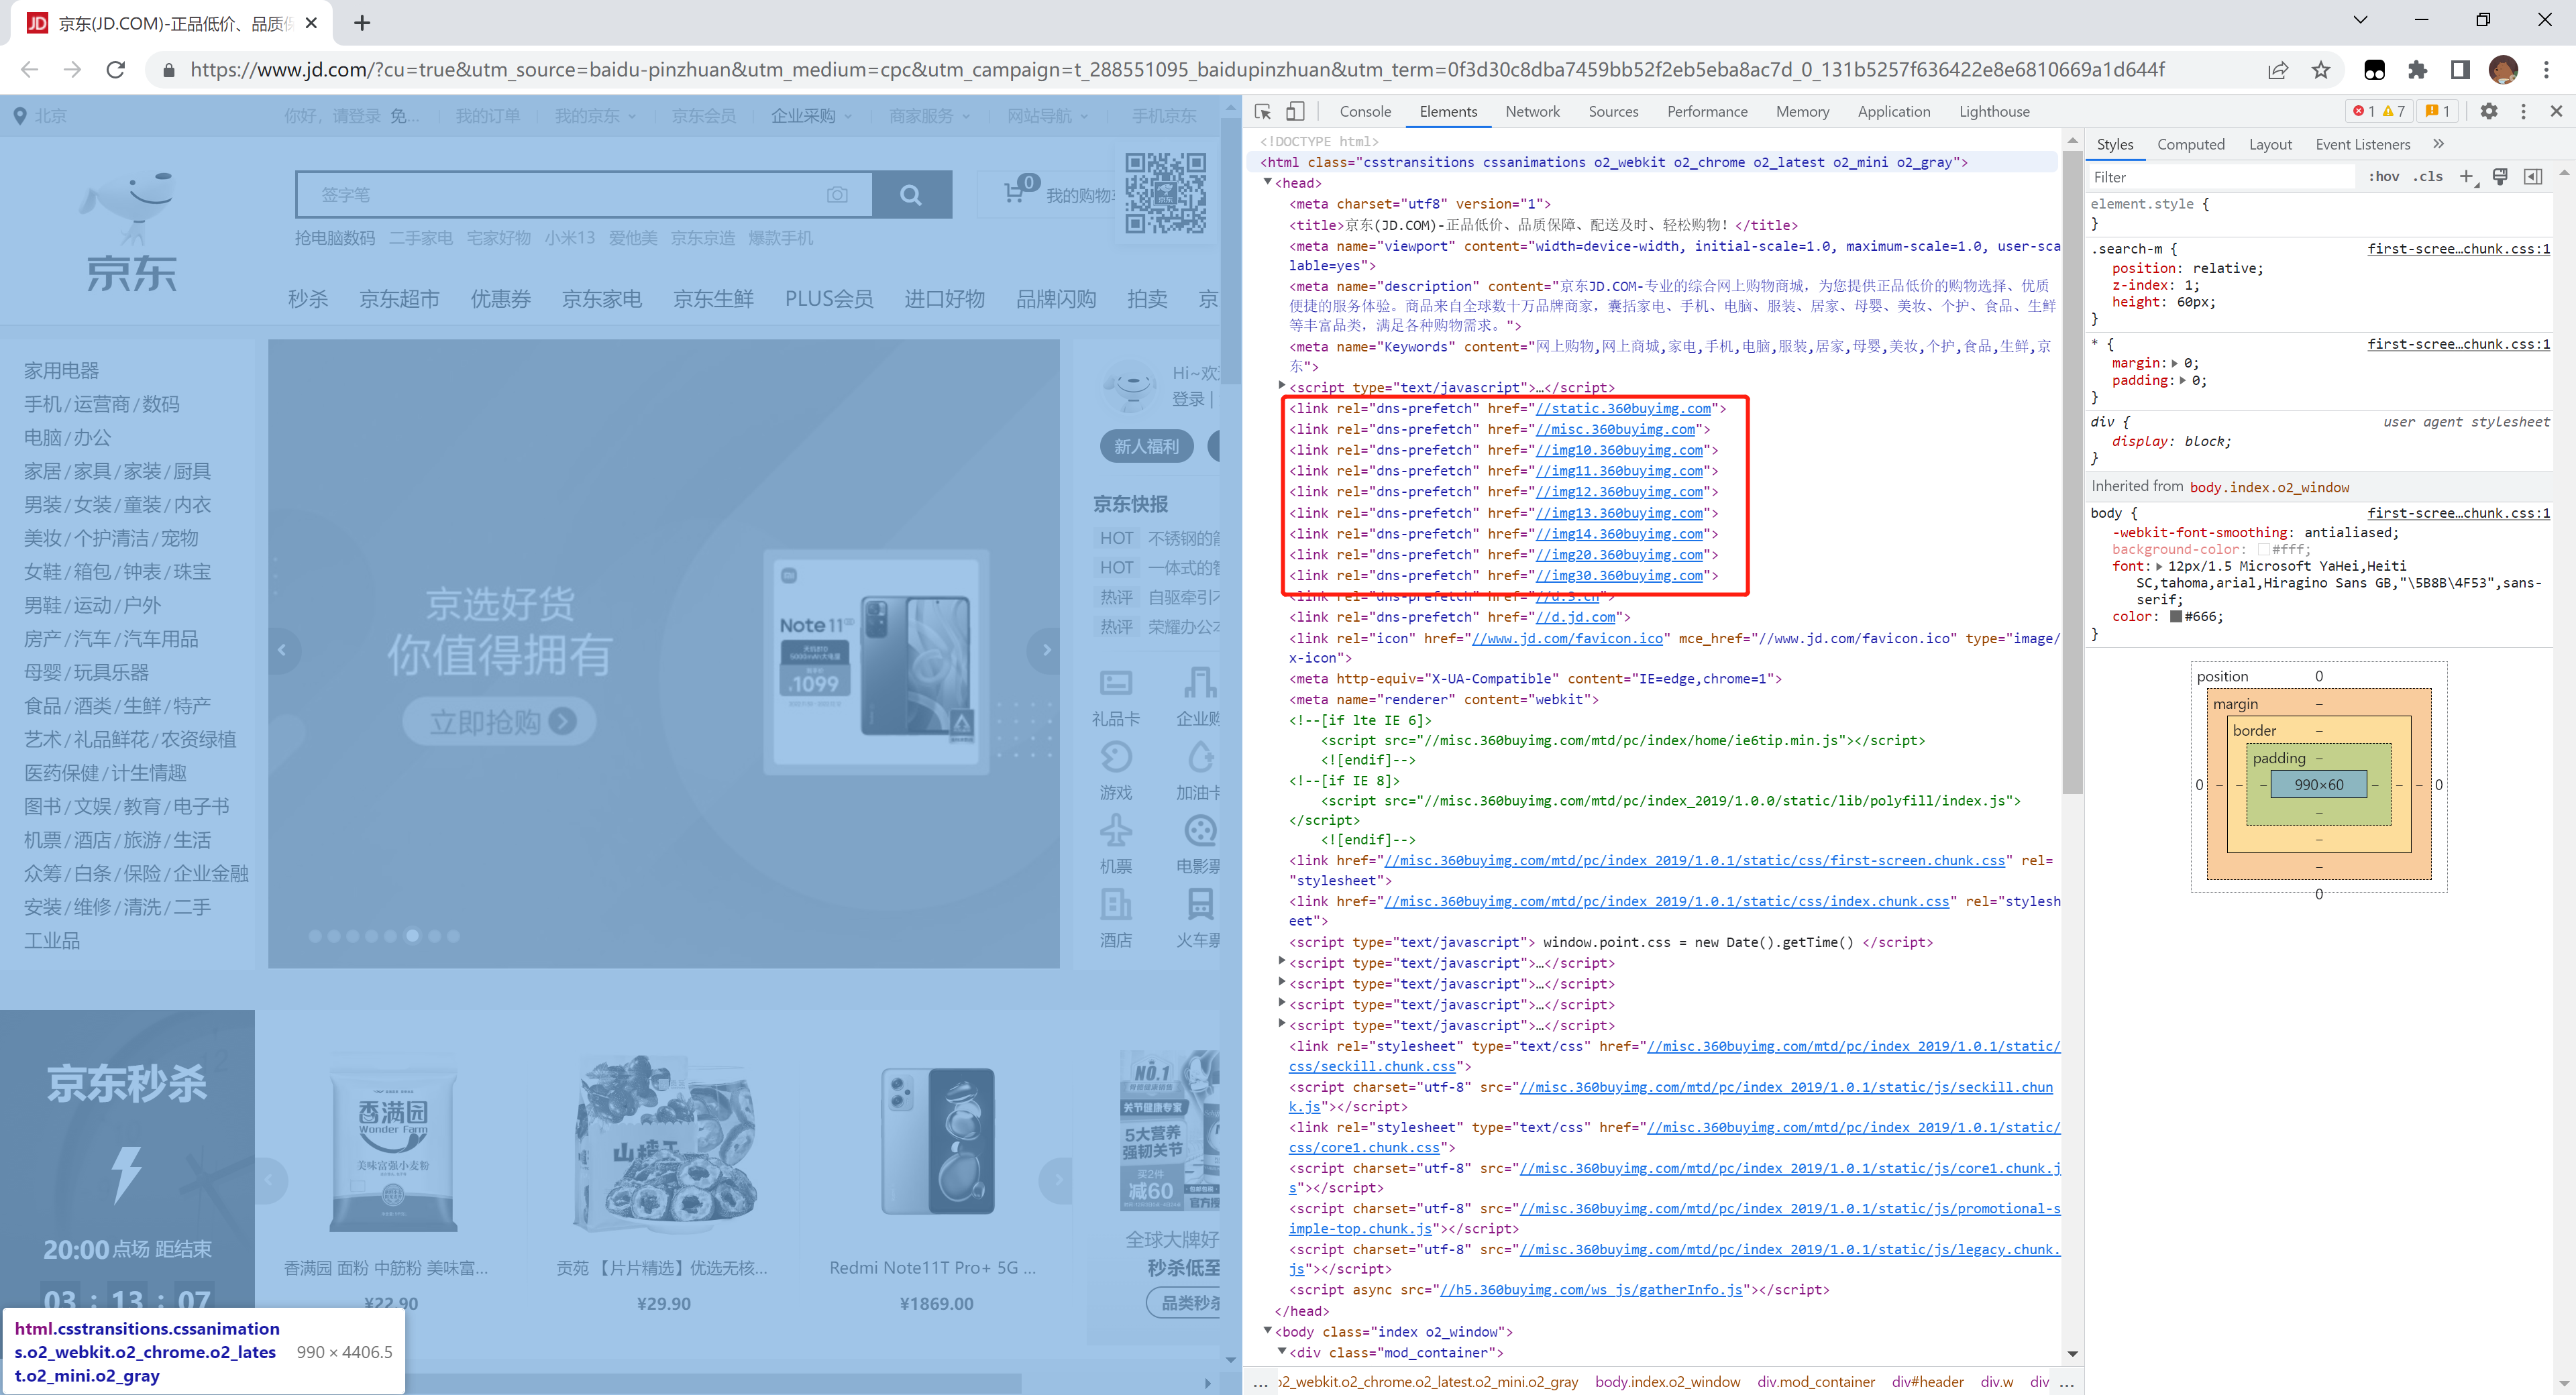 京东(JD.COM)-正品低价、品质保
https://www.jd.com/?cu=true&utm_source=baidu-pinzhuan&utm_medium=cpc&utm_campaign=t_288551095_baidupinzhuan&utm_term=0f3d30c8dba7459bb52f2eb5eba8ac7d_0_131b5257f636422e8e6810669a1d644f
北京 你好，请登录 免... 我的订单 我的京东 京东会员 企业采购 商家服务 网站导航 手机京东
签字笔
0 我的购物车
抢电脑数码 二手家电 宅家好物 小米13 爱他美 京东京造 爆款手机
京东
秒杀 京东超市 优惠券 京东家电 京东生鲜 PLUS会员 进口好物 品牌闪购 拍卖 京
家用电器
手机/运营商/数码
电脑/办公
家居/家具/家装/厨具
男装/女装/童装/内衣
美妆/个护清洁/宠物
女鞋/箱包/钟表/珠宝
男鞋/运动/户外
房产/汽车/汽车用品
母婴/玩具乐器
食品/酒类/生鲜/特产
艺术/礼品鲜花/农资绿植
医药保健/计生情趣
图书/文娱/教育/电子书
机票/酒店/旅游/生活
众筹/白条/保险/企业金融
安装/维修/清洗/二手
工业品
京选好货
你值得拥有
立即抢购
Note 11
¥1099
Hi~欢
登录 |
新人福利
京东快报
HOT 不锈钢的
HOT 一体式的
热评 自驱牵引
热评 荣耀办公
礼品卡 企业购
游戏 加油卡
机票 电影票
酒店 火车票
京东秒杀
20:00 点场 距结束
03 : 13 : 07
香满园
Wonder Farm
美味富强小麦粉
香满园 面粉 中筋粉 美味富...
¥22.90
贡苑 【片片精选】优选无核...
¥29.90
Redmi Note11T Pro+ 5G ...
¥1869.00
NO.1
关节健康专家
5大营养
强韧关节
买2件
减60
全球大牌好
秒杀低至
品类秒杀
html.csstransitions.cssanimation
s.o2_webkit.o2_chrome.o2_lates
t.o2_mini.o2_gray
990 × 4406.5
Console Elements Network Sources Performance Memory Application Lighthouse 1 7 1
<!DOCTYPE html>
<html class="csstransitions cssanimations o2_webkit o2_chrome o2_latest o2_mini o2_gray">
<head>
<meta charset="utf8" version="1">
<title>京东(JD.COM)-正品低价、品质保障、配送及时、轻松购物！</title>
<meta name="viewport" content="width=device-width, initial-scale=1.0, maximum-scale=1.0, user-sca
lable=yes">
<meta name="description" content="京东JD.COM-专业的综合网上购物商城，为您提供正品低价的购物选择、优质
便捷的服务体验。商品来自全球数十万品牌商家，囊括家电、手机、电脑、服装、居家、母婴、美妆、个护、食品、生鲜
等丰富品类，满足各种购物需求。">
<meta name="Keywords" content="网上购物,网上商城,家电,手机,电脑,服装,居家,母婴,美妆,个护,食品,生鲜,京
东">
<script type="text/javascript">…</script>
<link rel="dns-prefetch" href="//static.360buyimg.com">
<link rel="dns-prefetch" href="//misc.360buyimg.com">
<link rel="dns-prefetch" href="//img10.360buyimg.com">
<link rel="dns-prefetch" href="//img11.360buyimg.com">
<link rel="dns-prefetch" href="//img12.360buyimg.com">
<link rel="dns-prefetch" href="//img13.360buyimg.com">
<link rel="dns-prefetch" href="//img14.360buyimg.com">
<link rel="dns-prefetch" href="//img20.360buyimg.com">
<link rel="dns-prefetch" href="//img30.360buyimg.com">
<link rel="dns-prefetch" href="//d.3.cn">
<link rel="dns-prefetch" href="//d.jd.com">
<link rel="icon" href="//www.jd.com/favicon.ico" mce_href="//www.jd.com/favicon.ico" type="image/
x-icon">
<meta http-equiv="X-UA-Compatible" content="IE=edge,chrome=1">
<meta name="renderer" content="webkit">
<!--[if lte IE 6]>
<script src="//misc.360buyimg.com/mtd/pc/index/home/ie6tip.min.js"></script>
<![endif]-->
<!--[if IE 8]>
<script src="//misc.360buyimg.com/mtd/pc/index_2019/1.0.0/static/lib/polyfill/index.js">
</script>
<![endif]-->
<link href="//misc.360buyimg.com/mtd/pc/index_2019/1.0.1/static/css/first-screen.chunk.css" rel=
"stylesheet">
<link href="//misc.360buyimg.com/mtd/pc/index_2019/1.0.1/static/css/index.chunk.css" rel="stylesh
eet">
<script type="text/javascript"> window.point.css = new Date().getTime() </script>
<script type="text/javascript">…</script>
<script type="text/javascript">…</script>
<script type="text/javascript">…</script>
<script type="text/javascript">…</script>
<link rel="stylesheet" type="text/css" href="//misc.360buyimg.com/mtd/pc/index_2019/1.0.1/static/
css/seckill.chunk.css">
<script charset="utf-8" src="//misc.360buyimg.com/mtd/pc/index_2019/1.0.1/static/js/seckill.chun
k.js"></script>
<link rel="stylesheet" type="text/css" href="//misc.360buyimg.com/mtd/pc/index_2019/1.0.1/static/
css/core1.chunk.css">
<script charset="utf-8" src="//misc.360buyimg.com/mtd/pc/index_2019/1.0.1/static/js/core1.chunk.j
s"></script>
<script charset="utf-8" src="//misc.360buyimg.com/mtd/pc/index_2019/1.0.1/static/js/promotional-s
imple-top.chunk.js"></script>
<script charset="utf-8" src="//misc.360buyimg.com/mtd/pc/index_2019/1.0.1/static/js/legacy.chunk.
js"></script>
<script async src="//h5.360buyimg.com/ws_js/gatherInfo.js"></script>
</head>
<body class="index o2_window">
<div class="mod_container">
... o2_webkit.o2_chrome.o2_latest.o2_mini.o2_gray body.index.o2_window div.mod_container div#header div.w div ...
Styles Computed Layout Event Listeners
Filter :hov .cls
element.style {
}
.search-m { first-scree…chunk.css:1
position: relative;
z-index: 1;
height: 60px;
}
* { first-scree…chunk.css:1
margin: 0;
padding: 0;
}
div { user agent stylesheet
display: block;
}
Inherited from body.index.o2_window
body { first-scree…chunk.css:1
-webkit-font-smoothing: antialiased;
background-color: #fff;
font: 12px/1.5 Microsoft YaHei,Heiti
SC,tahoma,arial,Hiragino Sans GB,"\5B8B\4F53",sans-
serif;
color: #666;
}
position 0
margin –
border –
padding –
0 – – – 990×60 – – – 0
–
–
–
0